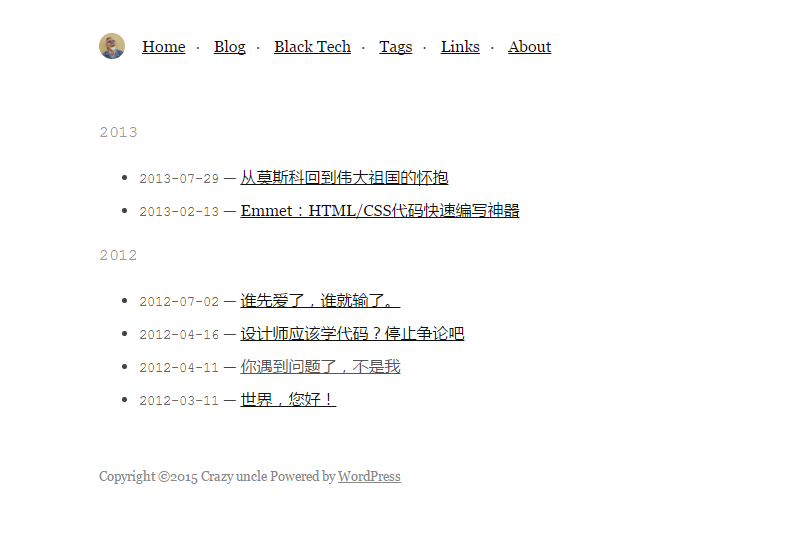 Home · Blog · Black Tech · Tags · Links · About
2013
• 2013-07-29 — 从莫斯科回到伟大祖国的怀抱
• 2013-02-13 — Emmet：HTML/CSS代码快速编写神器
2012
• 2012-07-02 — 谁先爱了，谁就输了。
• 2012-04-16 — 设计师应该学代码？停止争论吧
• 2012-04-11 — 你遇到问题了，不是我
• 2012-03-11 — 世界，您好！
Copyright ©2015 Crazy uncle Powered by WordPress